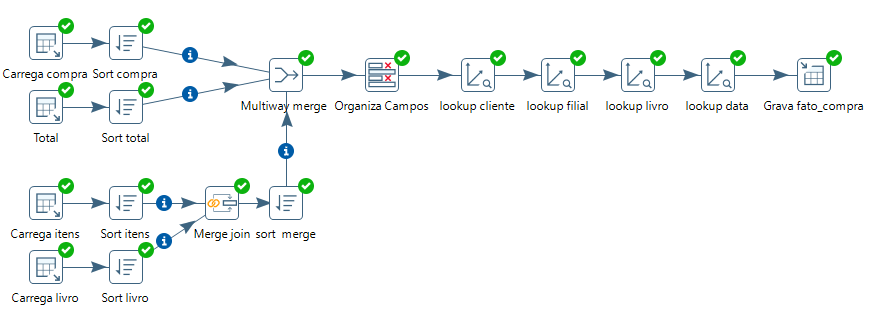 Carrega compra
Sort compra
Total
Sort total
Multiway merge
Organiza Campos
lookup cliente
lookup filial
lookup livro
lookup data
Grava fato_compra
Carrega itens
Sort itens
Merge join
sort merge
Carrega livro
Sort livro